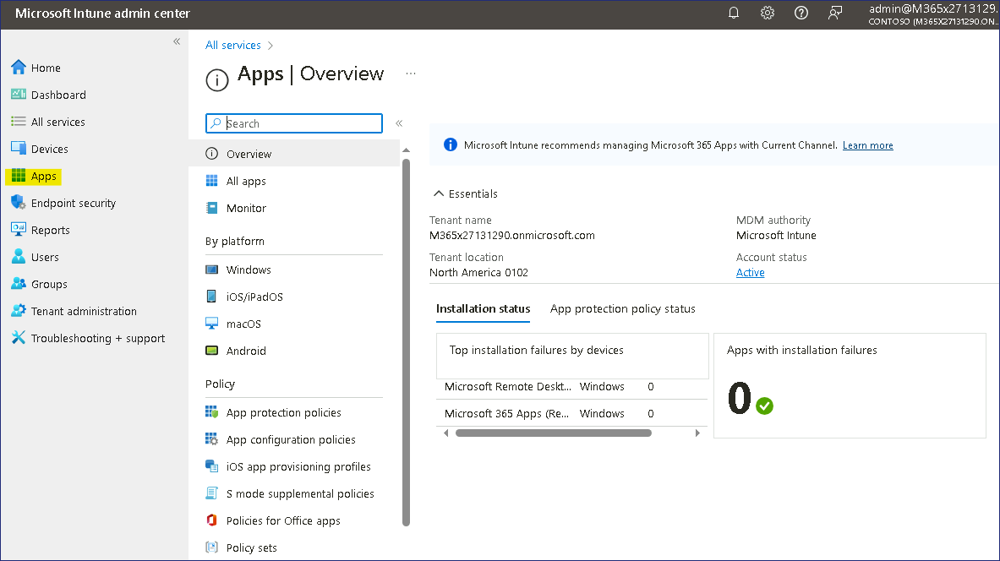 Microsoft Intune admin center
admin@M365x2713129.
CONTOSO (M365X27131290.ON...
Home
Dashboard
All services
Devices
Apps
Endpoint security
Reports
Users
Groups
Tenant administration
Troubleshooting + support
All services
Apps | Overview
Search
Overview
All apps
Monitor
By platform
Windows
iOS/iPadOS
macOS
Android
Policy
App protection policies
App configuration policies
iOS app provisioning profiles
S mode supplemental policies
Policies for Office apps
Policy sets
Microsoft Intune recommends managing Microsoft 365 Apps with Current Channel. Learn more
Essentials
Tenant name
M365x27131290.onmicrosoft.com
Tenant location
North America 0102
MDM authority
Microsoft Intune
Account status
Active
Installation status App protection policy status
Top installation failures by devices
Microsoft Remote Deskt... Windows 0
Microsoft 365 Apps (Re... Windows 0
Apps with installation failures
0